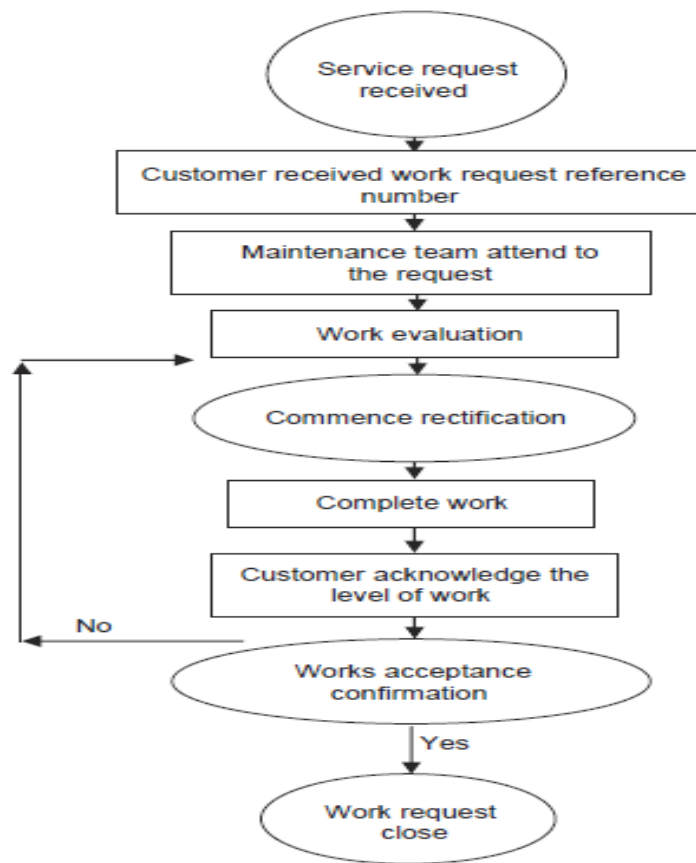 Service request
received
Customer received work request reference
number
Maintenance team attend to
the request
Work evaluation
Commence rectification
Complete work
Customer acknowledge the
level of work
No
Works acceptance
confirmation
Yes
Work request
close